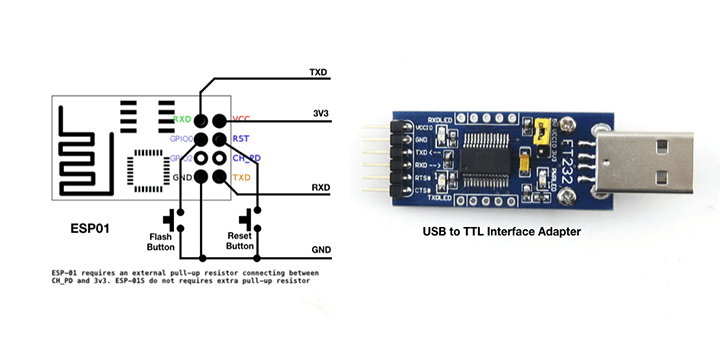 TXD
RXD VCC
3V3
GPIO0 RST
GPIO2 CH_PD
GND TXD
RXD
ESP01
Flash
Button
Reset
Button
GND
ESP-01 requires an external pull-up resistor connecting between
CH_PD and 3v3. ESP-01S do not requires extra pull-up resistor
RXDLED
VCCIO
GND
TXD <--
RXD -->
RTS#
CTS#
TXDLED
5V VCCIO 3V3
PWRLED
FT232
USB to TTL Interface Adapter